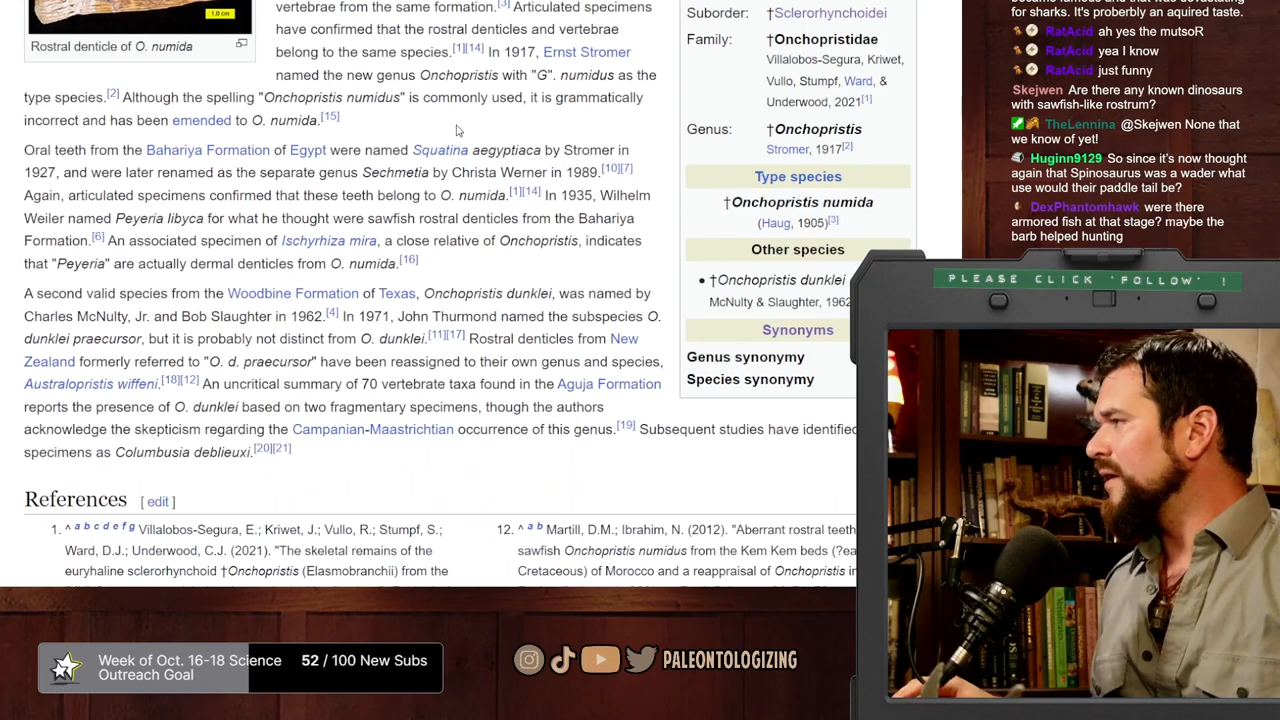 1.0 cm
Rostral denticle of O. numida
vertebrae from the same formation.[3] Articulated specimens
have confirmed that the rostral denticles and vertebrae
belong to the same species.[1][14] In 1917, Ernst Stromer
named the new genus Onchopristis with "G". numidus as the
type species.[2] Although the spelling "Onchopristis numidus" is commonly used, it is grammatically
incorrect and has been emended to O. numida.[15]
Oral teeth from the Bahariya Formation of Egypt were named Squatina aegyptiaca by Stromer in
1927, and were later renamed as the separate genus Sechmetia by Christa Werner in 1989.[10][7]
Again, articulated specimens confirmed that these teeth belong to O. numida.[1][14] In 1935, Wilhelm
Weiler named Peyeria libyca for what he thought were sawfish rostral denticles from the Bahariya
Formation.[6] An associated specimen of Ischyrhiza mira, a close relative of Onchopristis, indicates
that "Peyeria" are actually dermal denticles from O. numida.[16]
A second valid species from the Woodbine Formation of Texas, Onchopristis dunklei, was named by
Charles McNulty, Jr. and Bob Slaughter in 1962.[4] In 1971, John Thurmond named the subspecies O.
dunklei praecursor, but it is probably not distinct from O. dunklei.[11][17] Rostral denticles from New
Zealand formerly referred to "O. d. praecursor" have been reassigned to their own genus and species,
Australopristis wiffeni.[18][12] An uncritical Summary of 70 vertebrate taxa found in the Aguja Formation
reports the presence of O. dunklei based on two fragmentary specimens, though the authors
acknowledge the skepticism regarding the Campanian-Maastrichtian occurrence of this genus.[19] Subsequent studies have identified
specimens as Columbusia deblieuxi.[20][21]
References [ edit ]
1. ^ a b c d e f g Villalobos-Segura, E.; Kriwet, J.; Vullo, R.; Stumpf, S.;
Ward, D.J.; Underwood, C.J. (2021). "The skeletal remains of the
euryhaline sclerorhynchoid †Onchopristis (Elasmobranchii) from the
12. ^ a b Martill, D.M.; Ibrahim, N. (2012). "Aberrant rostral teeth
sawfish Onchopristis numidus from the Kem Kem beds (?ea
Cretaceous) of Morocco and a reappraisal of Onchopristis in
Suborder: †Sclerorhynchoidei
Family: †Onchopristidae
Villalobos-Segura, Kriwet,
Vullo, Stumpf, Ward, &
Underwood, 2021[1]
Genus: †Onchopristis
Stromer, 1917[2]
Type species
†Onchopristis numida
(Haug, 1905)[3]
Other species
• †Onchopristis dunklei
McNulty & Slaughter, 1962
Synonyms
Genus synonymy
Species synonymy
became famous and that was devastating
for sharks. It's proberbly an aquired taste.
RatAcid ah yes the mutsoR
RatAcid yea I know
RatAcid just funny
Skejwen Are there any known dinosaurs
with sawfish-like rostrum?
TheLennina @Skejwen None that
we know of yet!
Huginn9129 So since it's now thought
again that Spinosaurus was a wader what
use would their paddle tail be?
DexPhantomhawk were there
armored fish at that stage? maybe the
barb helped hunting
PLEASE CLICK 'FOLLOW' !
Week of Oct. 16-18 Science
Outreach Goal
52 / 100 New Subs
PALEONTOLOGIZING